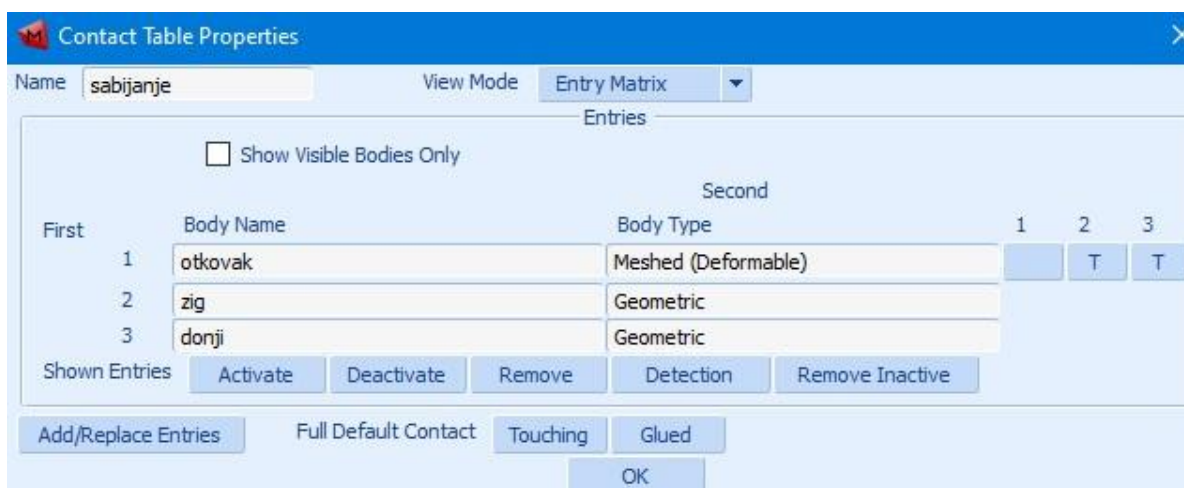 Contact Table Properties
Name sabijanje View Mode Entry Matrix
Entries
Show Visible Bodies Only
Second
First Body Name Body Type 1 2 3
1 otkovak Meshed (Deformable) T T
2 zig Geometric
3 donji Geometric
Shown Entries Activate Deactivate Remove Detection Remove Inactive
Add/Replace Entries Full Default Contact Touching Glued
OK